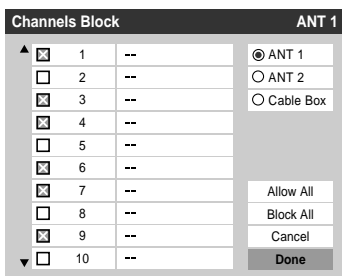 Channels Block ANT 1
1 -- ANT 1
2 -- ANT 2
3 -- Cable Box
4 --
5 --
6 --
7 -- Allow All
8 -- Block All
9 -- Cancel
10 -- Done